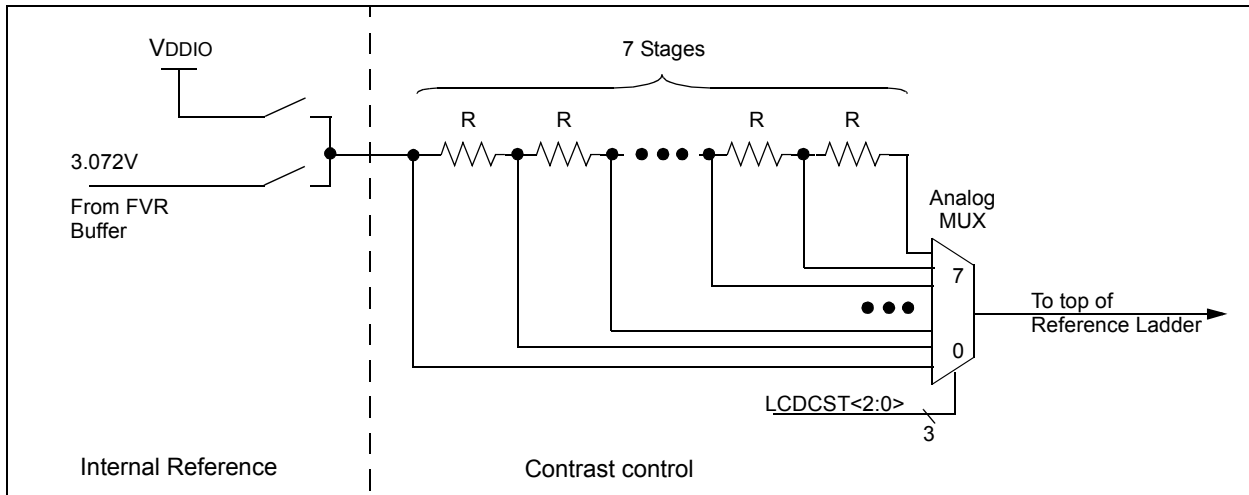 VDDIO
7 Stages
R
R
R
R
3.072V
From FVR
Buffer
Analog
MUX
7
0
To top of
Reference Ladder
LCDCST<2:0>
3
Internal Reference
Contrast control